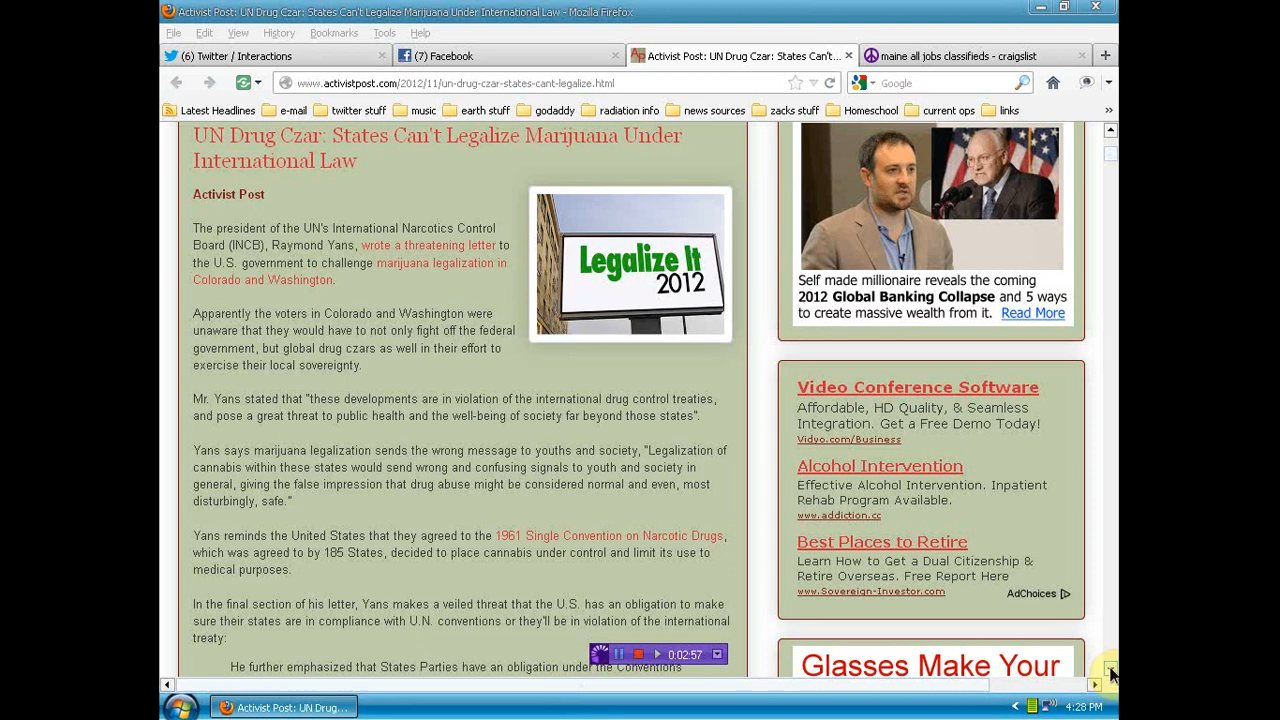 Activist Post: UN Drug Czar: States Can't Legalize Marijuana Under International Law - Mozilla Firefox
File Edit View History Bookmarks Tools Help
(6) Twitter / Interactions
(7) Facebook
Activist Post: UN Drug Czar: States Can't...
maine all jobs classifieds - craigslist
www.activistpost.com/2012/11/un-drug-czar-states-cant-legalize.html
Google
Latest Headlines e-mail twitter stuff music earth stuff godaddy radiation info news sources zacks stuff Homeschool current ops links
UN Drug Czar: States Can't Legalize Marijuana Under
International Law
Activist Post
The president of the UN's International Narcotics Control
Board (INCB), Raymond Yans, wrote a threatening letter to
the U.S. government to challenge marijuana legalization in
Colorado and Washington.
Legalize It
2012
Apparently the voters in Colorado and Washington were
unaware that they would have to not only fight off the federal
government, but global drug czars as well in their effort to
exercise their local sovereignty.
Mr. Yans stated that "these developments are in violation of the international drug control treaties,
and pose a great threat to public health and the well-being of society far beyond those states".
Yans says marijuana legalization sends the wrong message to youths and society, "Legalization of
cannabis within these states would send wrong and confusing signals to youth and society in
general, giving the false impression that drug abuse might be considered normal and even, most
disturbingly, safe."
Yans reminds the United States that they agreed to the 1961 Single Convention on Narcotic Drugs,
which was agreed to by 185 States, decided to place cannabis under control and limit its use to
medical purposes.
In the final section of his letter, Yans makes a veiled threat that the U.S. has an obligation to make
sure their states are in compliance with U.N. conventions or they'll be in violation of the international
treaty:
He further emphasized that States Parties have an obligation under the Conventions
0:02:57
Self made millionaire reveals the coming
2012 Global Banking Collapse and 5 ways
to create massive wealth from it. Read More
Video Conference Software
Affordable, HD Quality, & Seamless
Integration. Get a Free Demo Today!
Vidyo.com/Business
Alcohol Intervention
Effective Alcohol Intervention. Inpatient
Rehab Program Available.
www.addiction.cc
Best Places to Retire
Learn How to Get a Dual Citizenship &
Retire Overseas. Free Report Here
www.Sovereign-Investor.com
AdChoices
Glasses Make Your
Activist Post: UN Drug...
4:28 PM